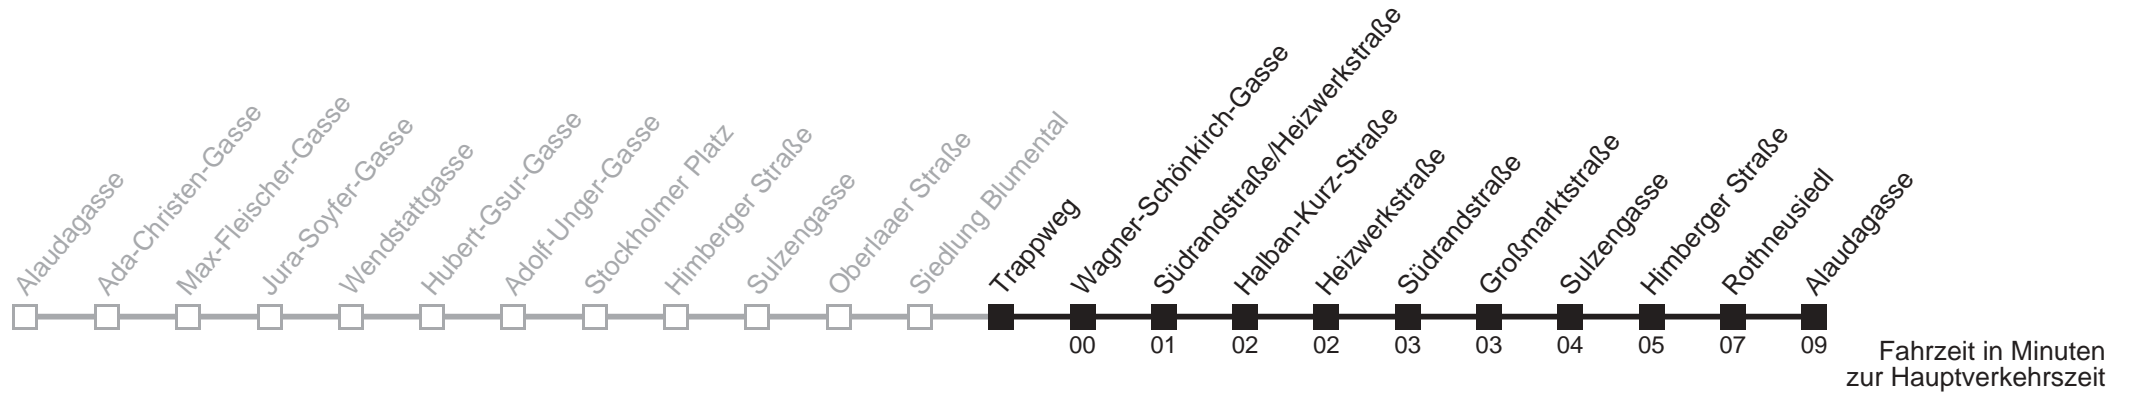 Alaudagasse
Ada-Christen-Gasse
Max-Fleischer-Gasse
Jura-Soyfer-Gasse
Wendstattgasse
Hubert-Gsur-Gasse
Adolf-Unger-Gasse
Stockholmer Platz
Himberger Straße
Sulzengasse
Oberlaaer Straße
Siedlung Blumental
Trappweg
Wagner-Schönkirch-Gasse
Südrandstraße/Heizwerkstraße
Halban-Kurz-Straße
Heizwerkstraße
Südrandstraße
Großmarktstraße
Sulzengasse
Himberger Straße
Rothneusiedl
Alaudagasse
00 01 02 02 03 03 04 05 07 09
Fahrzeit in Minuten
zur Hauptverkehrszeit